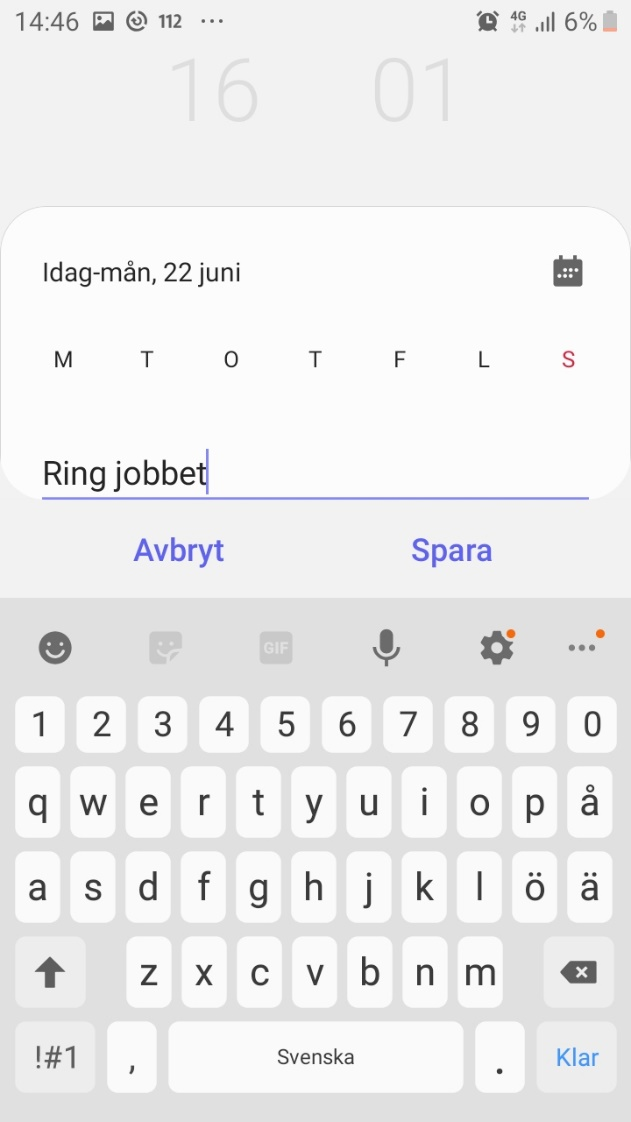 14:46 112 ... 4G 6%
16 01
Idag-mån, 22 juni
M T O T F L S
Ring jobbet
Avbryt Spara
GIF ...
1 2 3 4 5 6 7 8 9 0
q w e r t y u i o p å
a s d f g h j k l ö ä
z x c v b n m
!#1 , Svenska . Klar